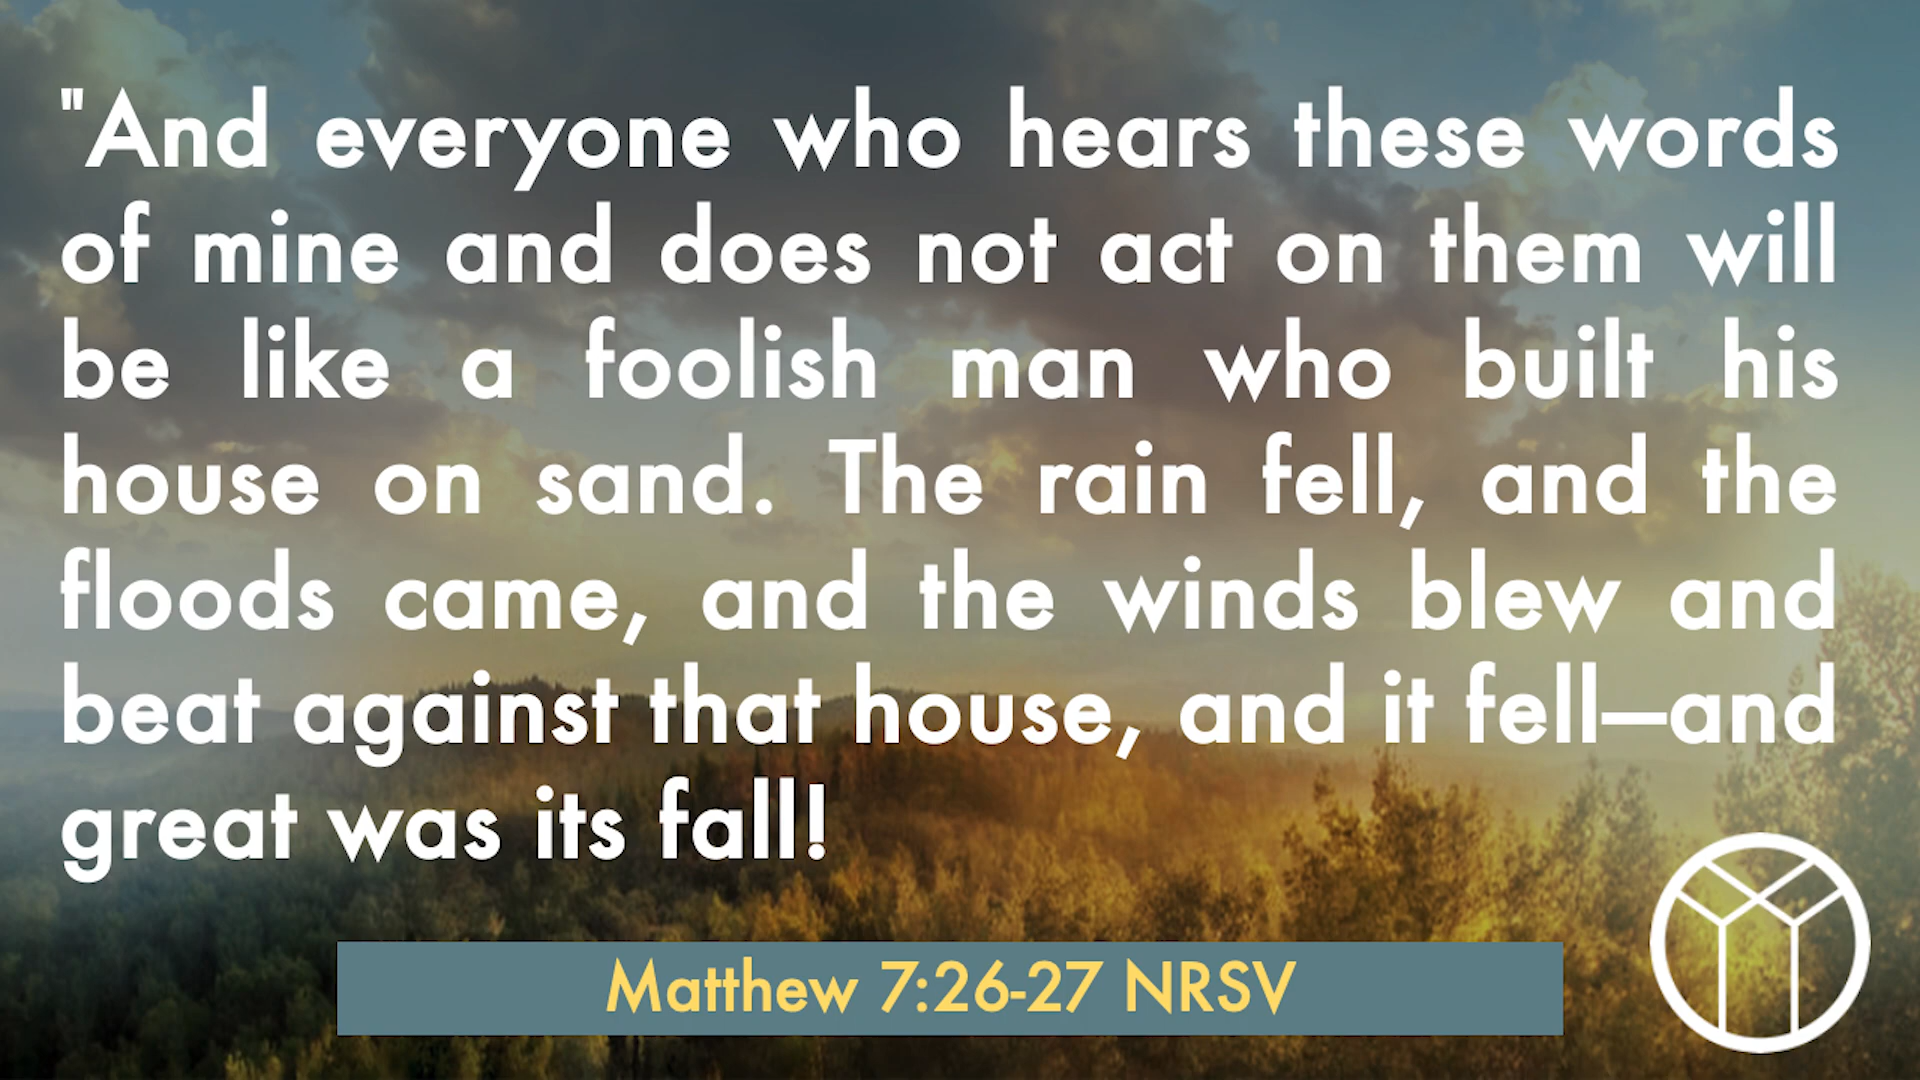 "And everyone who hears these words
of mine and does not act on them will
be like a foolish man who built his
house on sand. The rain fell, and the
floods came, and the winds blew and
beat against that house, and it fell—and
great was its fall!
Matthew 7:26-27 NRSV